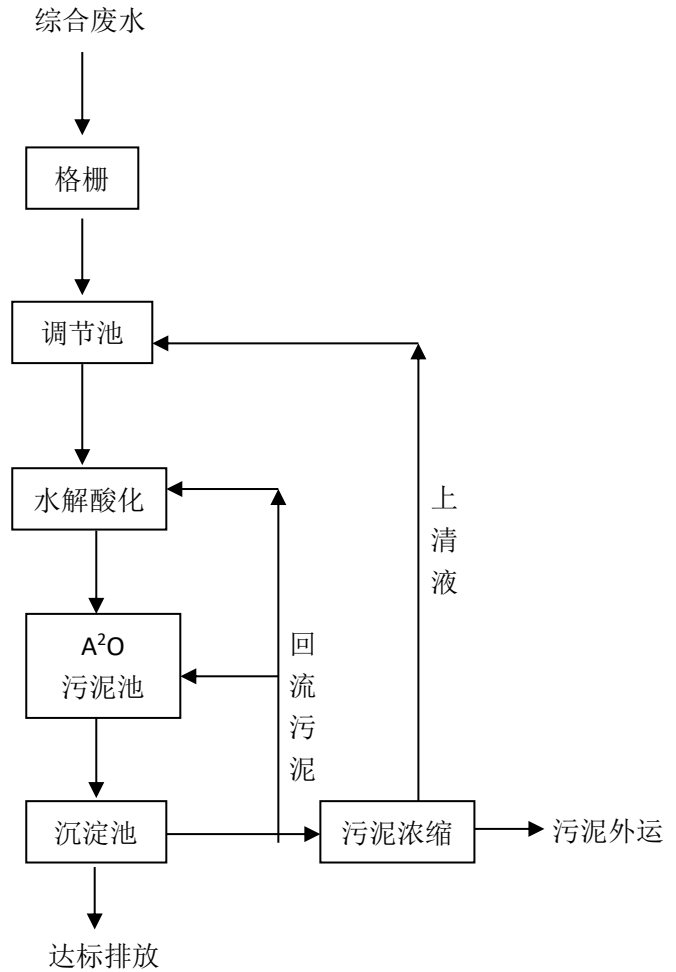 综合废水
格栅
调节池
水解酸化
上清液
A²O
污泥池
回流污泥
沉淀池
污泥浓缩
污泥外运
达标排放